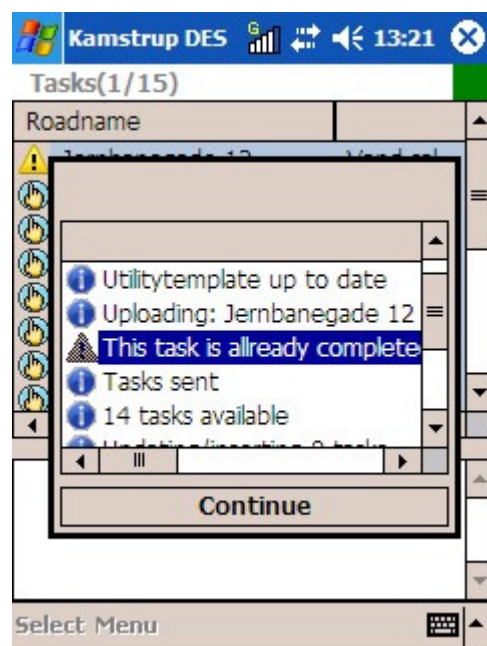 Kamstrup DES G 13:21
Tasks(1/15)
Roadname
Utilitytemplate up to date
Uploading: Jernbanegade 12
This task is allready complete
Tasks sent
14 tasks available
Continue
Select Menu